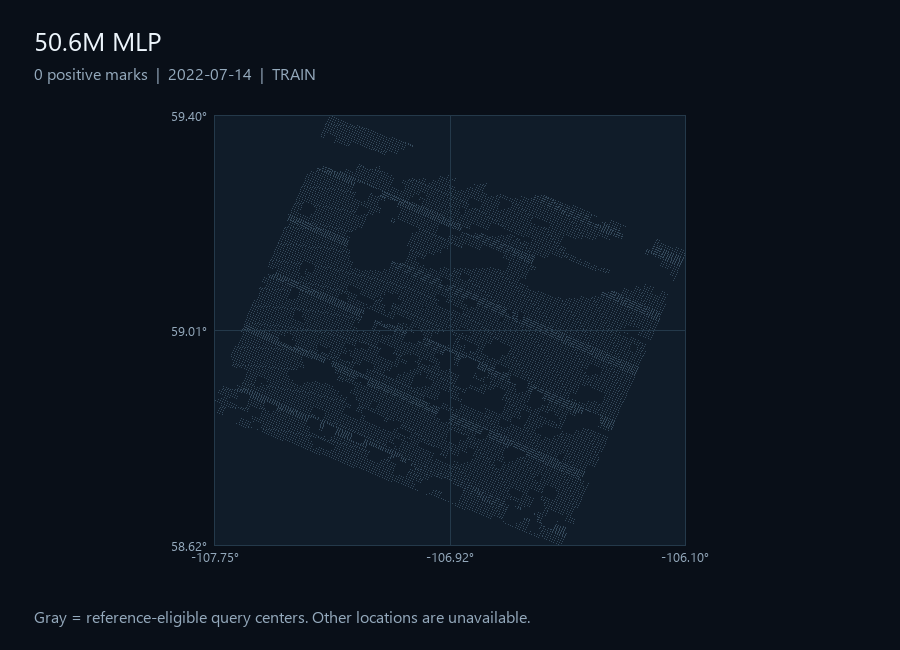 50.6M MLP
0 positive marks | 2022-07-14 | TRAIN
59.40°
59.01°
58.62°
-107.75°
-106.92°
-106.10°
Gray = reference-eligible query centers. Other locations are unavailable.